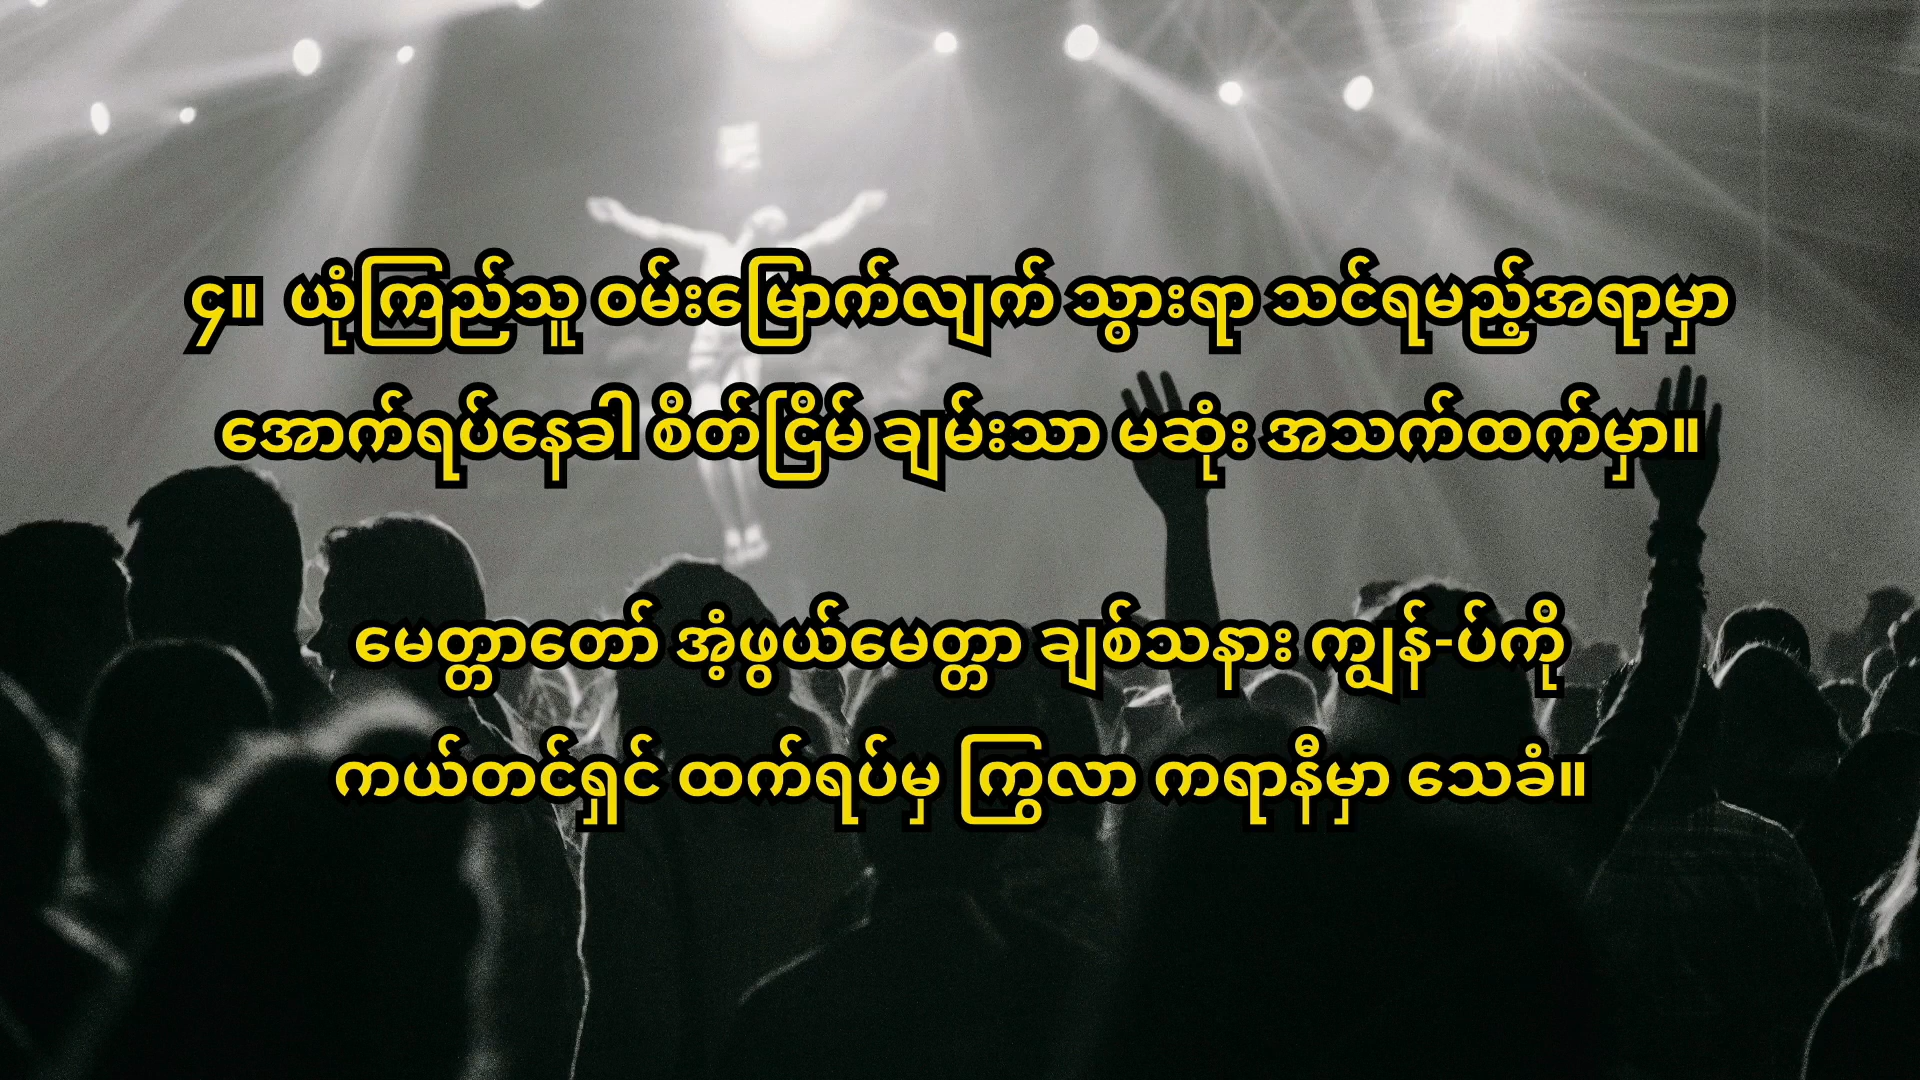 ၄။ ယုံကြည်သူ ဝမ်းမြောက်လျက် သွားရာ သင်ရမည့်အရာမှာ
အောက်ရပ်နေခါ စိတ်ငြိမ် ချမ်းသာ မဆုံး အသက်ထက်မှာ။
မေတ္တာတော် အံ့ဖွယ်မေတ္တာ ချစ်သနား ကျွန်-ပ်ကို
ကယ်တင်ရှင် ထက်ရပ်မှ ကြွလာ ကရာနီမှာ သေခံ။